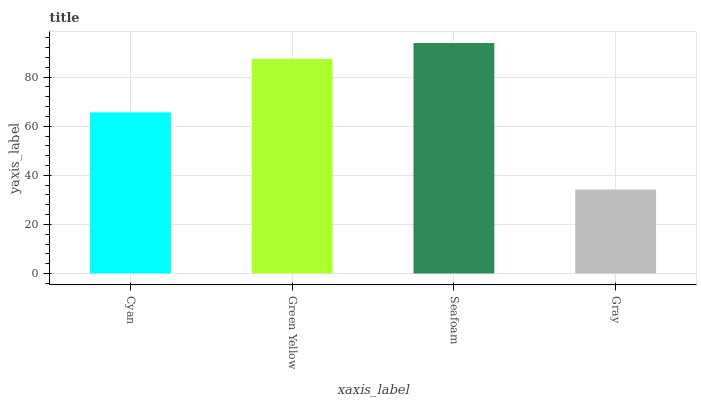 title
yaxis_label
80
60
40
20
0
Cyan
Green Yellow
Seafoam
Gray
xaxis_label